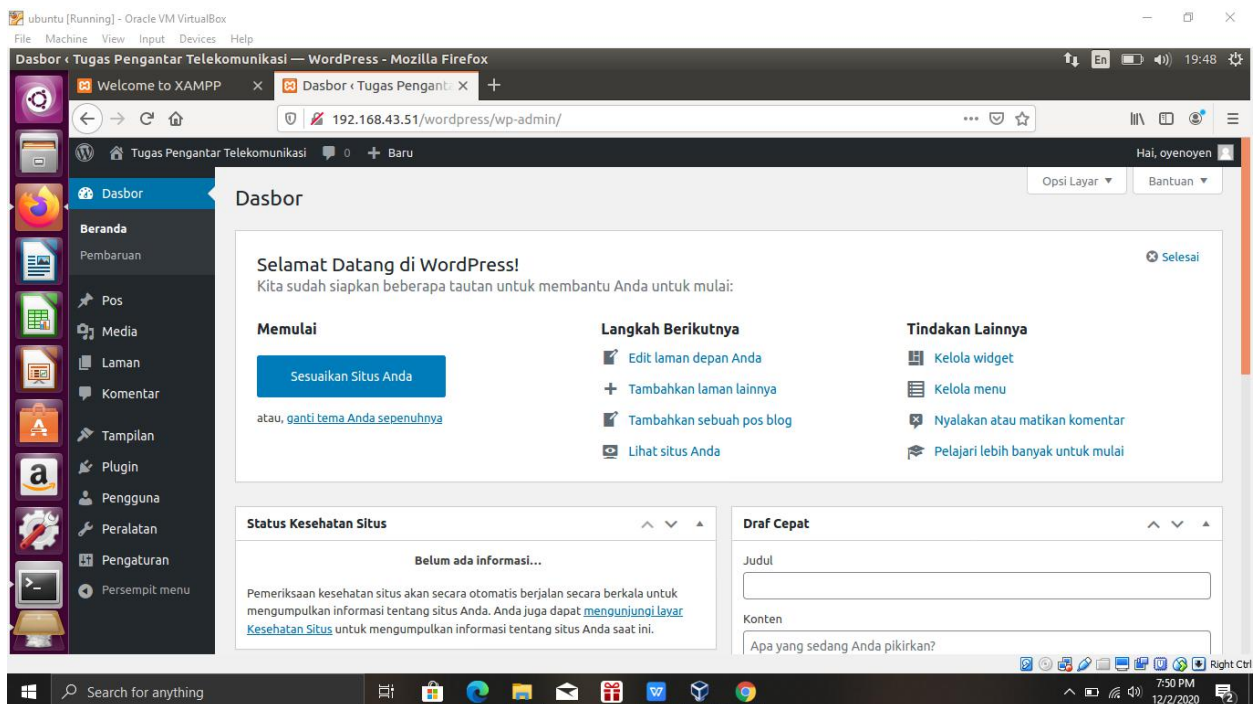 ubuntu [Running] - Oracle VM VirtualBox
File Machine View Input Devices Help
Dasbor ‹ Tugas Pengantar Telekomunikasi — WordPress - Mozilla Firefox
En
19:48
Welcome to XAMPP
Dasbor ‹ Tugas Penganta
192.168.43.51/wordpress/wp-admin/
Tugas Pengantar Telekomunikasi
0
+ Baru
Hai, oyenoyen
Dasbor
Beranda
Pembaruan
Pos
Media
Laman
Komentar
Tampilan
Plugin
Pengguna
Peralatan
Pengaturan
Persempit menu
Opsi Layar
Bantuan
Dasbor
Selamat Datang di WordPress!
Selesai
Kita sudah siapkan beberapa tautan untuk membantu Anda untuk mulai:
Memulai
Sesuaikan Situs Anda
atau, ganti tema Anda sepenuhnya
Langkah Berikutnya
Edit laman depan Anda
Tambahkan laman lainnya
Tambahkan sebuah pos blog
Lihat situs Anda
Tindakan Lainnya
Kelola widget
Kelola menu
Nyalakan atau matikan komentar
Pelajari lebih banyak untuk mulai
Status Kesehatan Situs
Belum ada informasi...
Pemeriksaan kesehatan situs akan secara otomatis berjalan secara berkala untuk
mengumpulkan informasi tentang situs Anda. Anda juga dapat mengunjungi layar
Kesehatan Situs untuk mengumpulkan informasi tentang situs Anda saat ini.
Draf Cepat
Judul
Konten
Apa yang sedang Anda pikirkan?
Right Ctrl
Search for anything
7:50 PM
12/2/2020
2